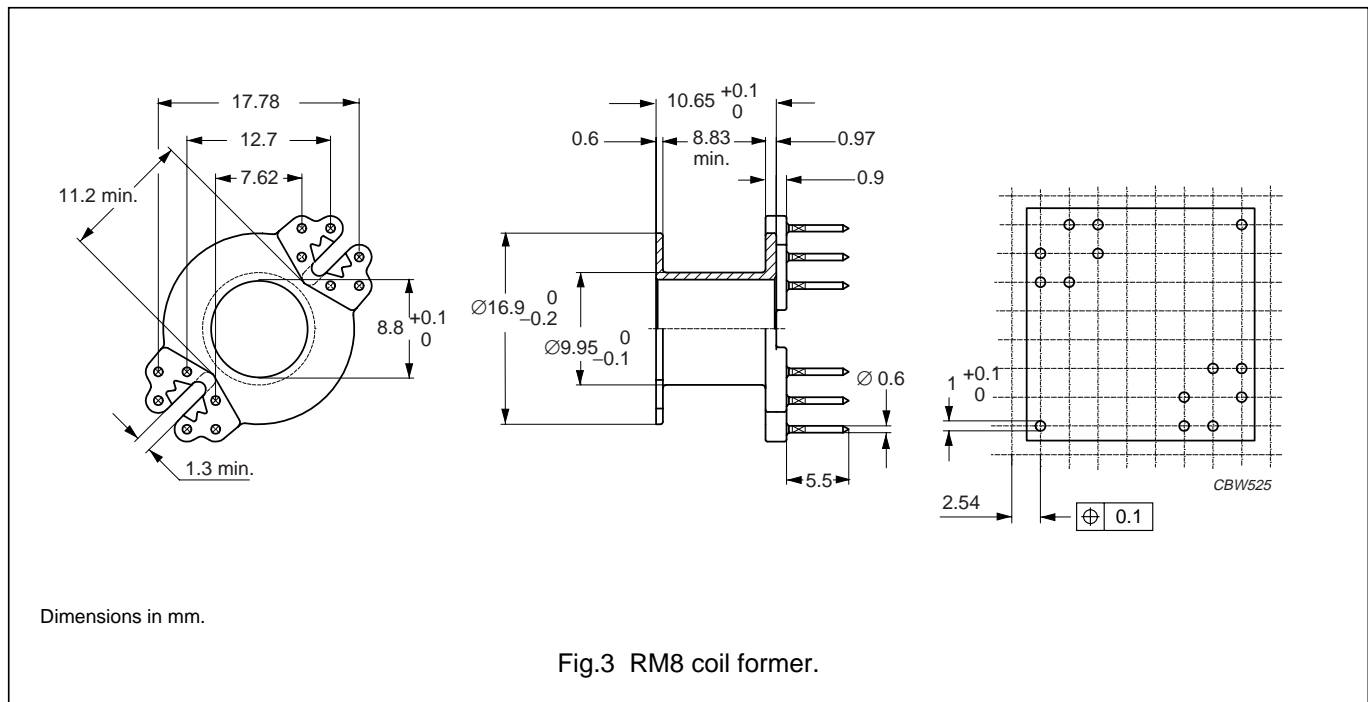 17.78
12.7
7.62
11.2 min.
8.8 +0.1 0
1.3 min.
10.65 +0.1 0
0.6
8.83 min.
0.97
0.9
∅16.9 0 −0.2
∅9.95 0 −0.1
∅ 0.6
5.5
1 +0.1 0
2.54
⌖ 0.1
CBW525
Dimensions in mm.
Fig.3 RM8 coil former.